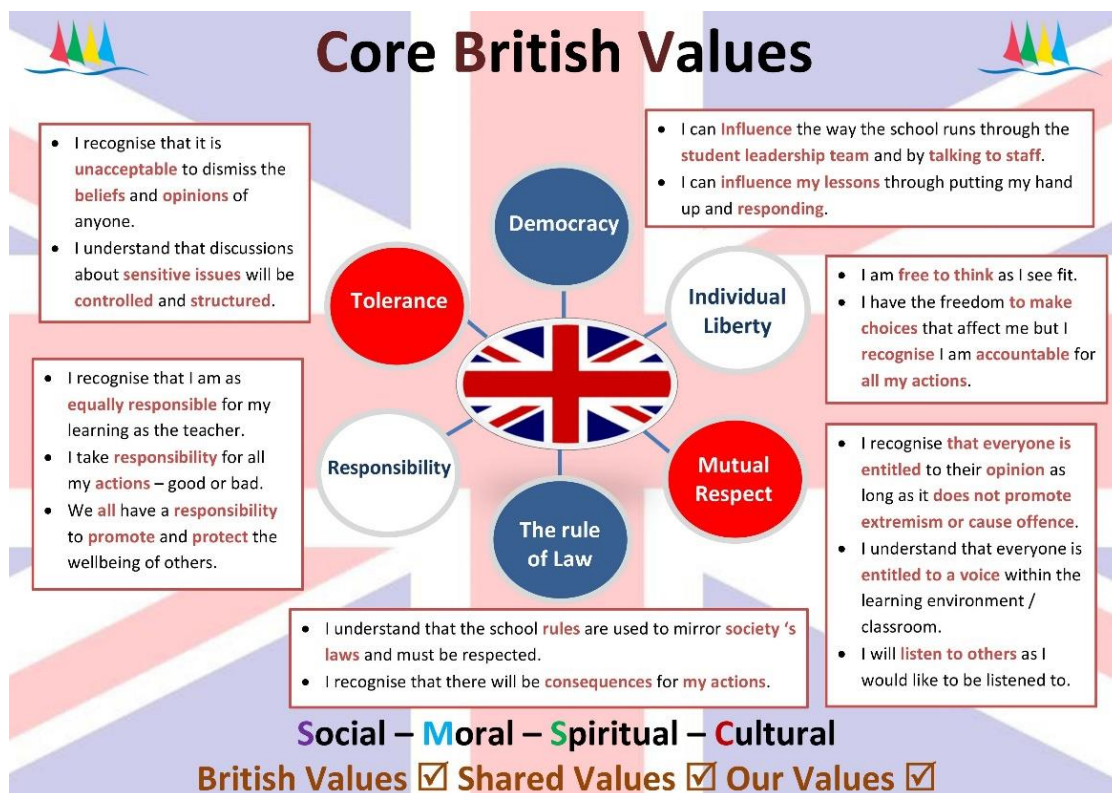 Core British Values
• I recognise that it is
unacceptable to dismiss the
beliefs and opinions of
anyone.
• I understand that discussions
about sensitive issues will be
controlled and structured.
• I can Influence the way the school runs through the
student leadership team and by talking to staff.
• I can influence my lessons through putting my hand
up and responding.
Democracy
Tolerance
Individual
Liberty
• I am free to think as I see fit.
• I have the freedom to make
choices that affect me but I
recognise I am accountable for
all my actions.
• I recognise that I am as
equally responsible for my
learning as the teacher.
• I take responsibility for all
my actions – good or bad.
• We all have a responsibility
to promote and protect the
wellbeing of others.
Responsibility
Mutual
Respect
The rule
of Law
• I recognise that everyone is
entitled to their opinion as
long as it does not promote
extremism or cause offence.
• I understand that everyone is
entitled to a voice within the
learning environment /
classroom.
• I will listen to others as I
would like to be listened to.
• I understand that the school rules are used to mirror society ‘s
laws and must be respected.
• I recognise that there will be consequences for my actions.
Social – Moral – Spiritual – Cultural
British Values ☑ Shared Values ☑ Our Values ☑